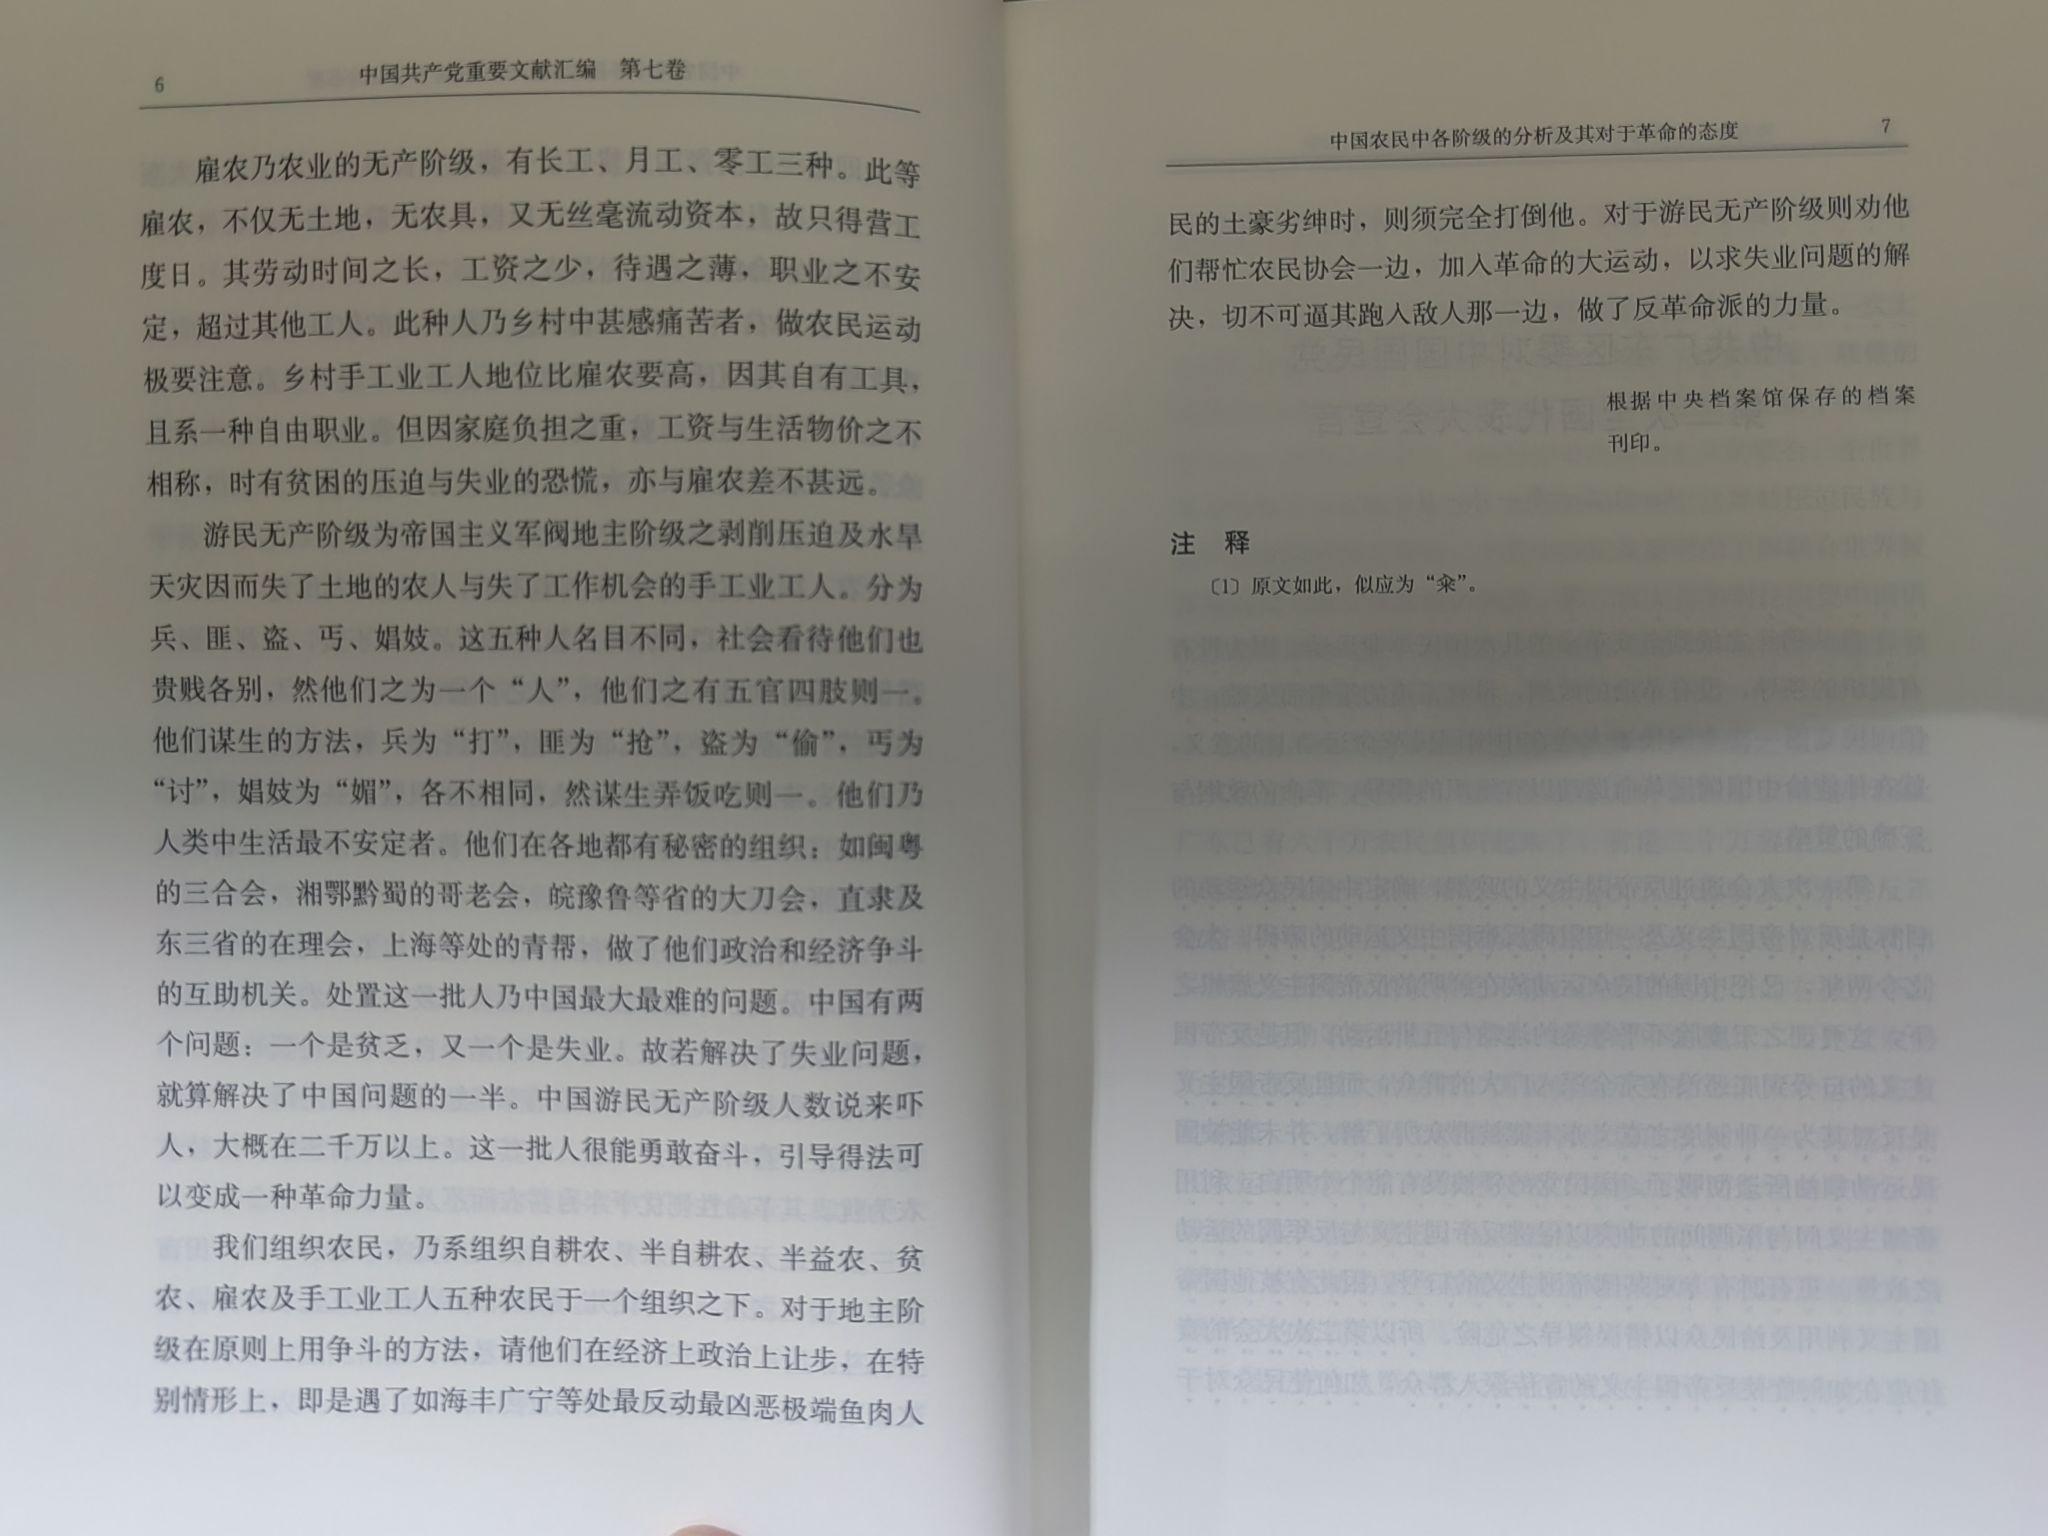 6
中国共产党重要文献汇编　第七卷
雇农乃农业的无产阶级，有长工、月工、零工三种。此等
雇农，不仅无土地，无农具，又无丝毫流动资本，故只得营工
度日。其劳动时间之长，工资之少，待遇之薄，职业之不安
定，超过其他工人。此种人乃乡村中甚感痛苦者，做农民运动
极要注意。乡村手工业工人地位比雇农要高，因其自有工具，
且系一种自由职业。但因家庭负担之重，工资与生活物价之不
相称，时有贫困的压迫与失业的恐慌，亦与雇农差不甚远。
游民无产阶级为帝国主义军阀地主阶级之剥削压迫及水旱
天灾因而失了土地的农人与失了工作机会的手工业工人。分为
兵、匪、盗、丐、娼妓。这五种人名目不同，社会看待他们也
贵贱各别，然他们之为一个“人”，他们之有五官四肢则一。
他们谋生的方法，兵为“打”，匪为“抢”，盗为“偷”，丐为
“讨”，娼妓为“媚”，各不相同，然谋生弄饭吃则一。他们乃
人类中生活最不安定者。他们在各地都有秘密的组织：如闽粤
的三合会，湘鄂黔蜀的哥老会，皖豫鲁等省的大刀会，直隶及
东三省的在理会，上海等处的青帮，做了他们政治和经济争斗
的互助机关。处置这一批人乃中国最大最难的问题。中国有两
个问题：一个是贫乏，又一个是失业。故若解决了失业问题，
就算解决了中国问题的一半。中国游民无产阶级人数说来吓
人，大概在二千万以上。这一批人很能勇敢奋斗，引导得法可
以变成一种革命力量。
我们组织农民，乃系组织自耕农、半自耕农、半益农、贫
农、雇农及手工业工人五种农民于一个组织之下。对于地主阶
级在原则上用争斗的方法，请他们在经济上政治上让步，在特
别情形上，即是遇了如海丰广宁等处最反动最凶恶极端鱼肉人
中国农民中各阶级的分析及其对于革命的态度
7
民的土豪劣绅时，则须完全打倒他。对于游民无产阶级则劝他
们帮忙农民协会一边，加入革命的大运动，以求失业问题的解
决，切不可逼其跑入敌人那一边，做了反革命派的力量。
根据中央档案馆保存的档案
刊印。
注　释
〔1〕原文如此，似应为“籴”。